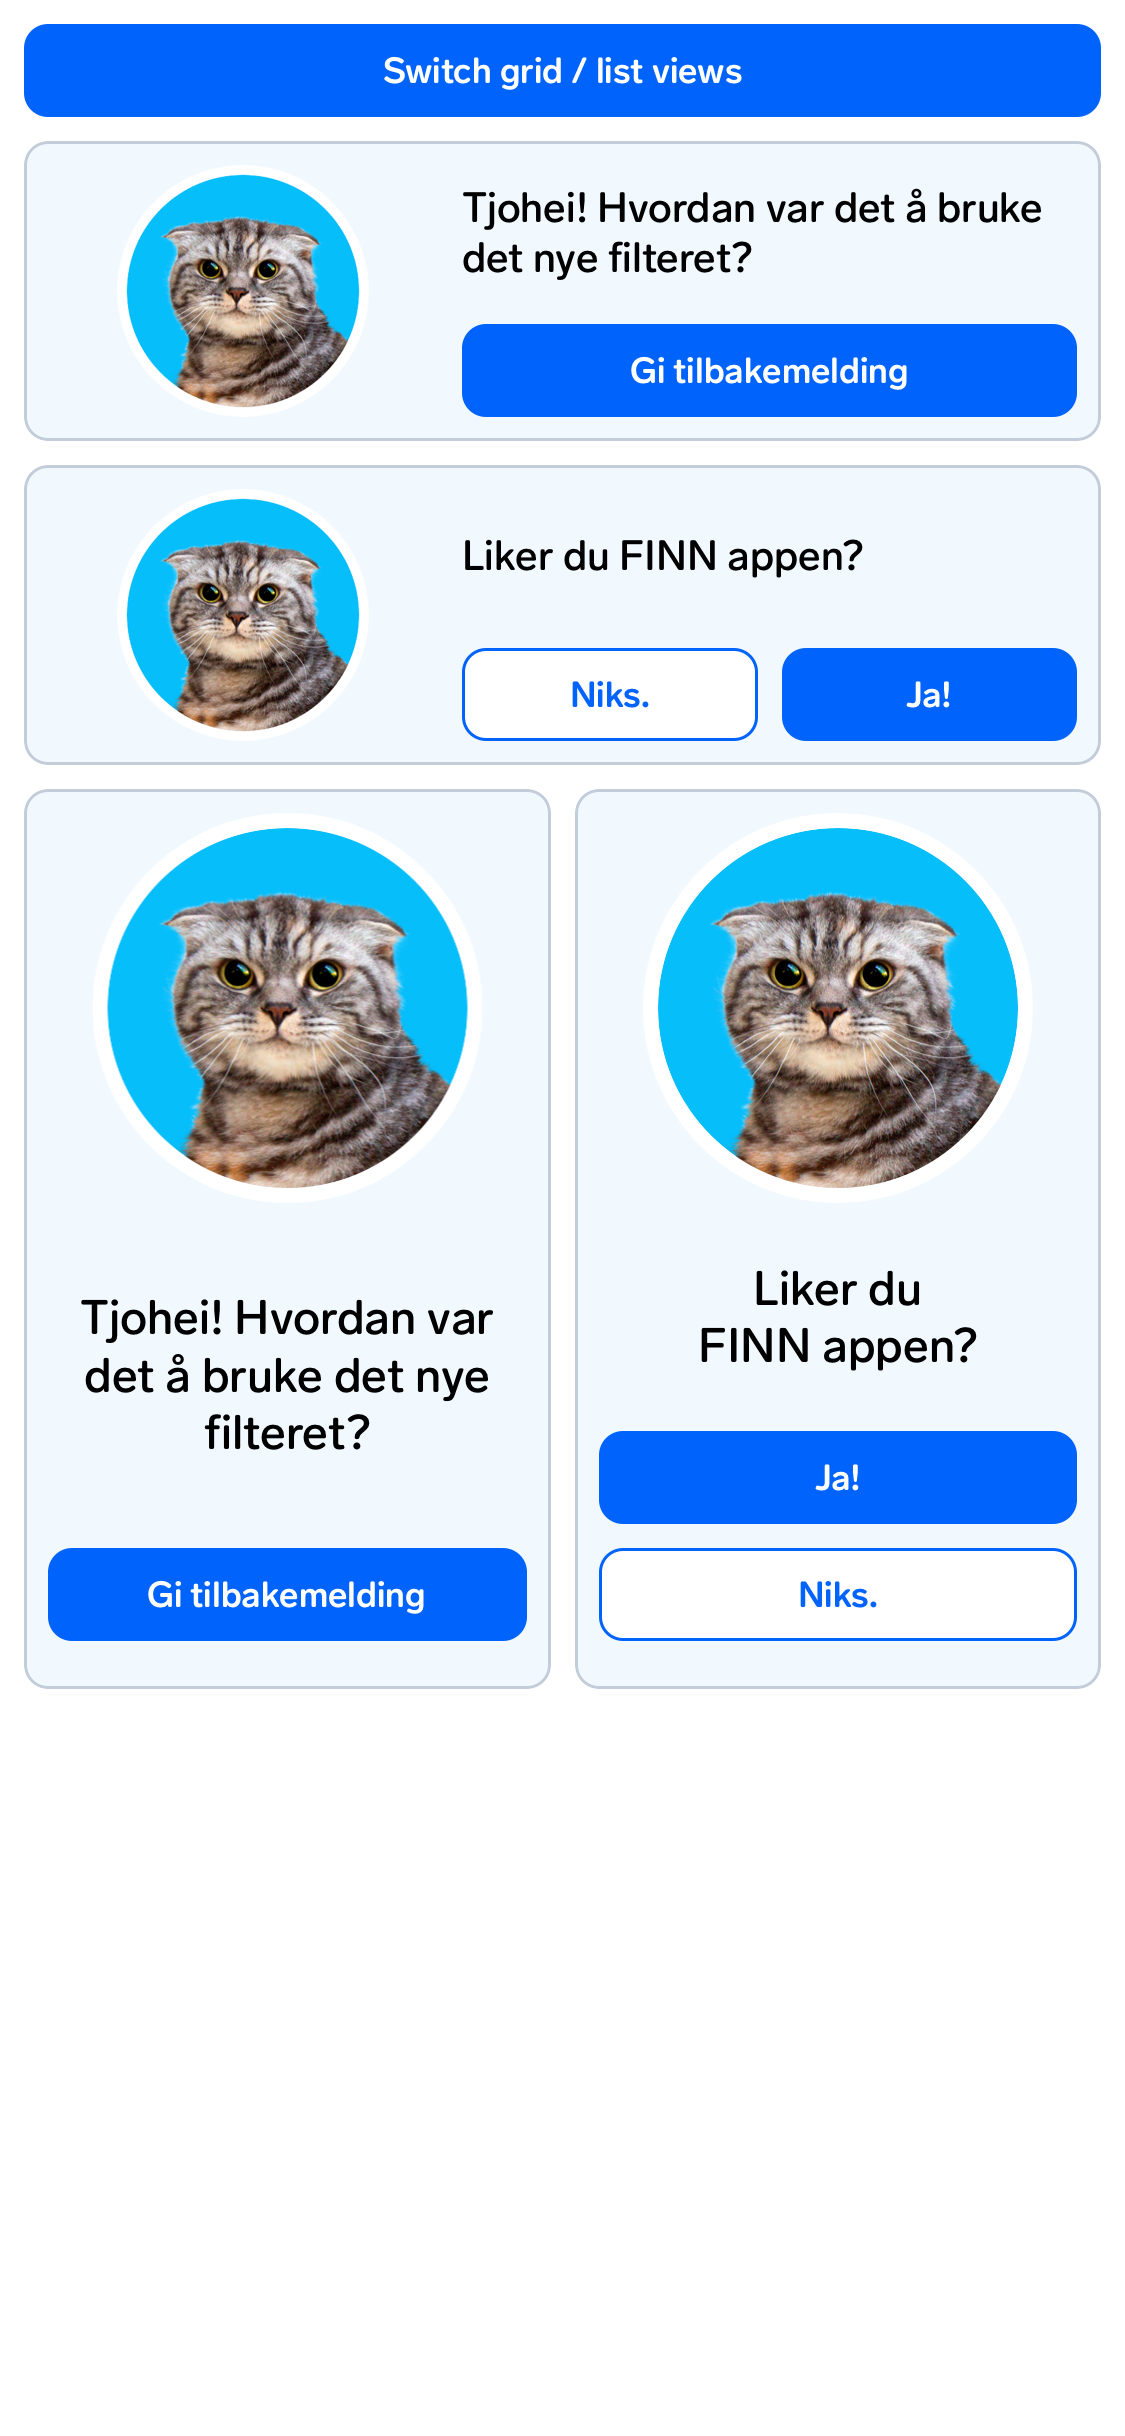 Switch grid / list views
Tjohei! Hvordan var det å bruke
det nye filteret?
Gi tilbakemelding
Liker du FINN appen?
Niks.
Ja!
Tjohei! Hvordan var
det å bruke det nye
filteret?
Gi tilbakemelding
Liker du
FINN appen?
Ja!
Niks.